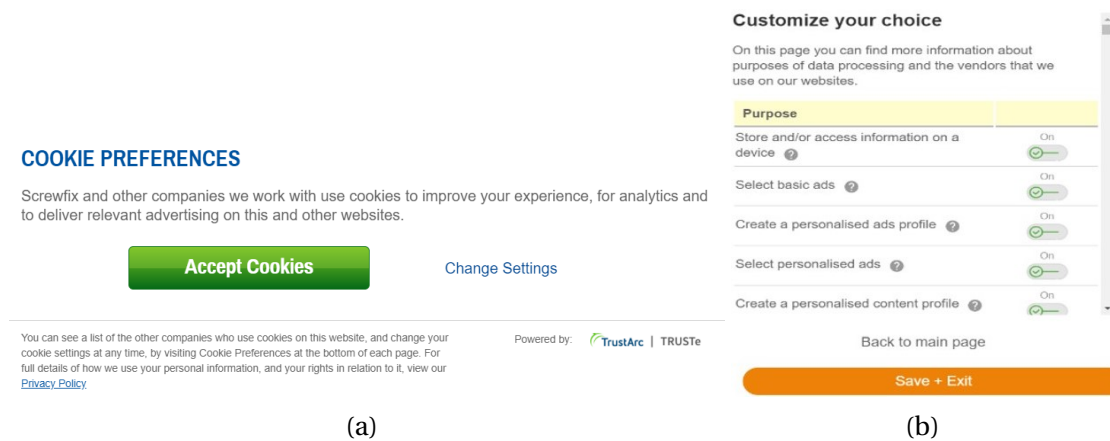 COOKIE PREFERENCES
Screwfix and other companies we work with use cookies to improve your experience, for analytics and
to deliver relevant advertising on this and other websites.
Accept Cookies
Change Settings
You can see a list of the other companies who use cookies on this website, and change your
cookie settings at any time, by visiting Cookie Preferences at the bottom of each page. For
full details of how we use your personal information, and your rights in relation to it, view our
Privacy Policy
Powered by: TrustArc | TRUSTe
(a)
Customize your choice
On this page you can find more information about
purposes of data processing and the vendors that we
use on our websites.
Purpose
Store and/or access information on a
device ?
On
Select basic ads ?
On
Create a personalised ads profile ?
On
Select personalised ads ?
On
Create a personalised content profile ?
On
Back to main page
Save + Exit
(b)